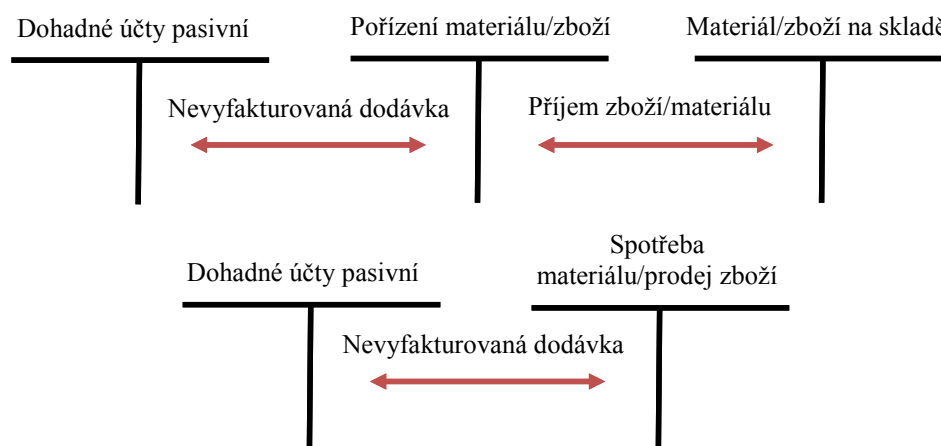 Dohadné účty pasivní
Pořízení materiálu/zboží
Materiál/zboží na skladě
Nevyfakturovaná dodávka
Příjem zboží/materiálu
Spotřeba
materiálu/prodej zboží
Dohadné účty pasivní
Nevyfakturovaná dodávka